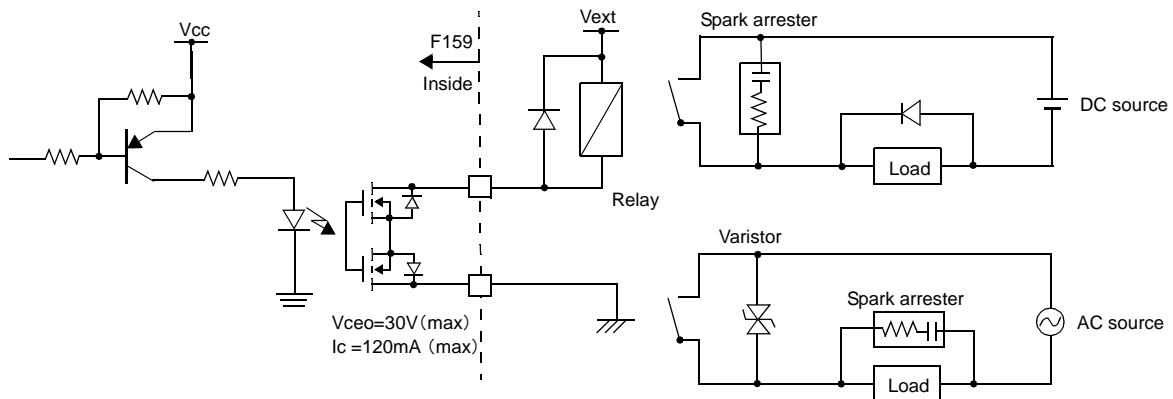 Vcc
F159
Inside
Vext
Relay
Vceo=30V(max)
Ic =120mA (max)
Spark arrester
DC source
Load
Varistor
Spark arrester
AC source
Load